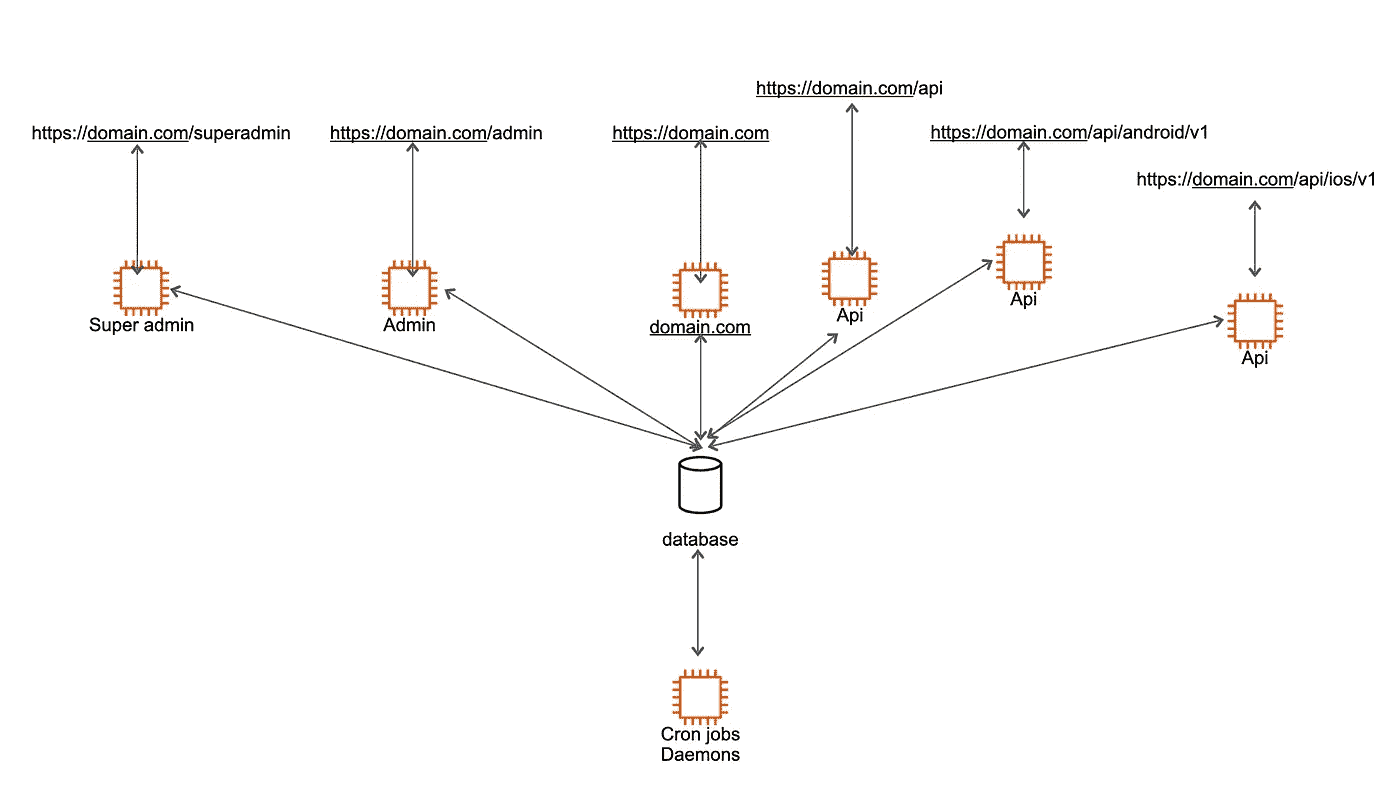 https://domain.com/api
https://domain.com/superadmin
https://domain.com/admin
https://domain.com
https://domain.com/api/android/v1
https://domain.com/api/ios/v1
Super admin
Admin
domain.com
Api
Api
Api
database
Cron jobs
Daemons